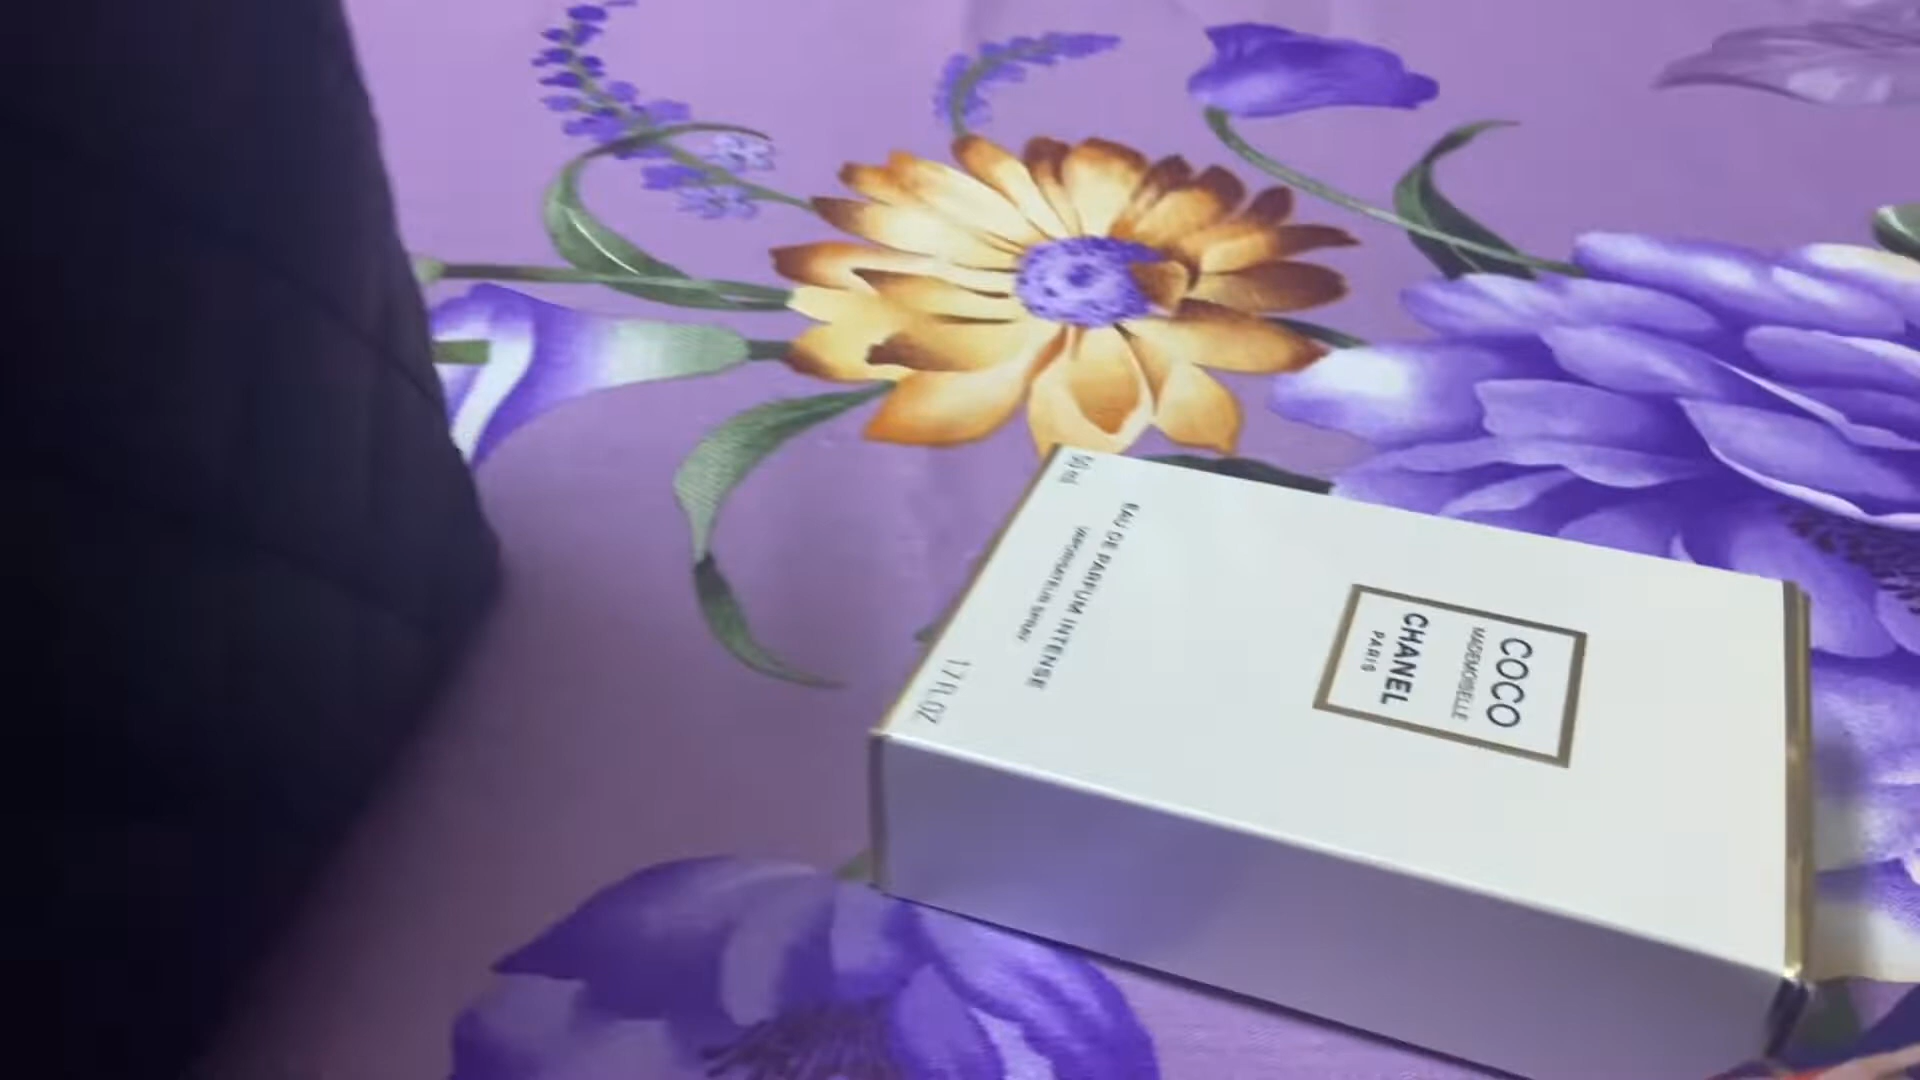 COCO
MADEMOISELLE
CHANEL
PARIS
EAU DE PARFUM INTENSE
VAPORISATEUR SPRAY
50 ml
1.7 FL.OZ.